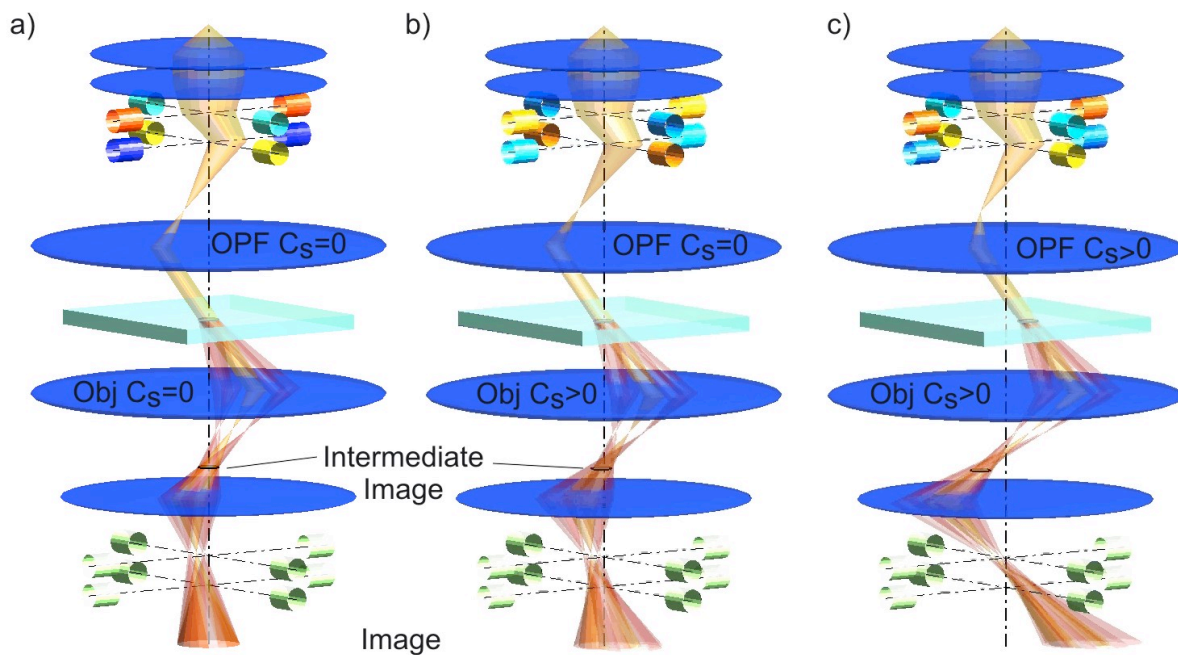 a)
b)
c)
OPF Cs=0
OPF Cs=0
OPF Cs>0
Obj Cs=0
Obj Cs>0
Obj Cs>0
Intermediate
Image
Image